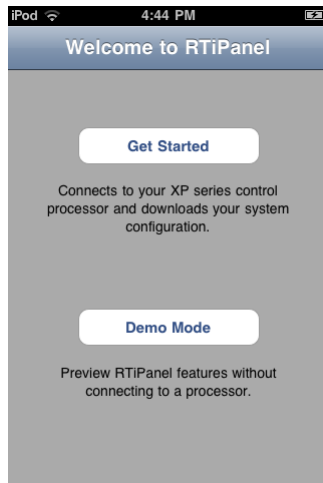 iPod 4:44 PM
Welcome to RTiPanel
Get Started
Connects to your XP series control
processor and downloads your system
configuration.
Demo Mode
Preview RTiPanel features without
connecting to a processor.